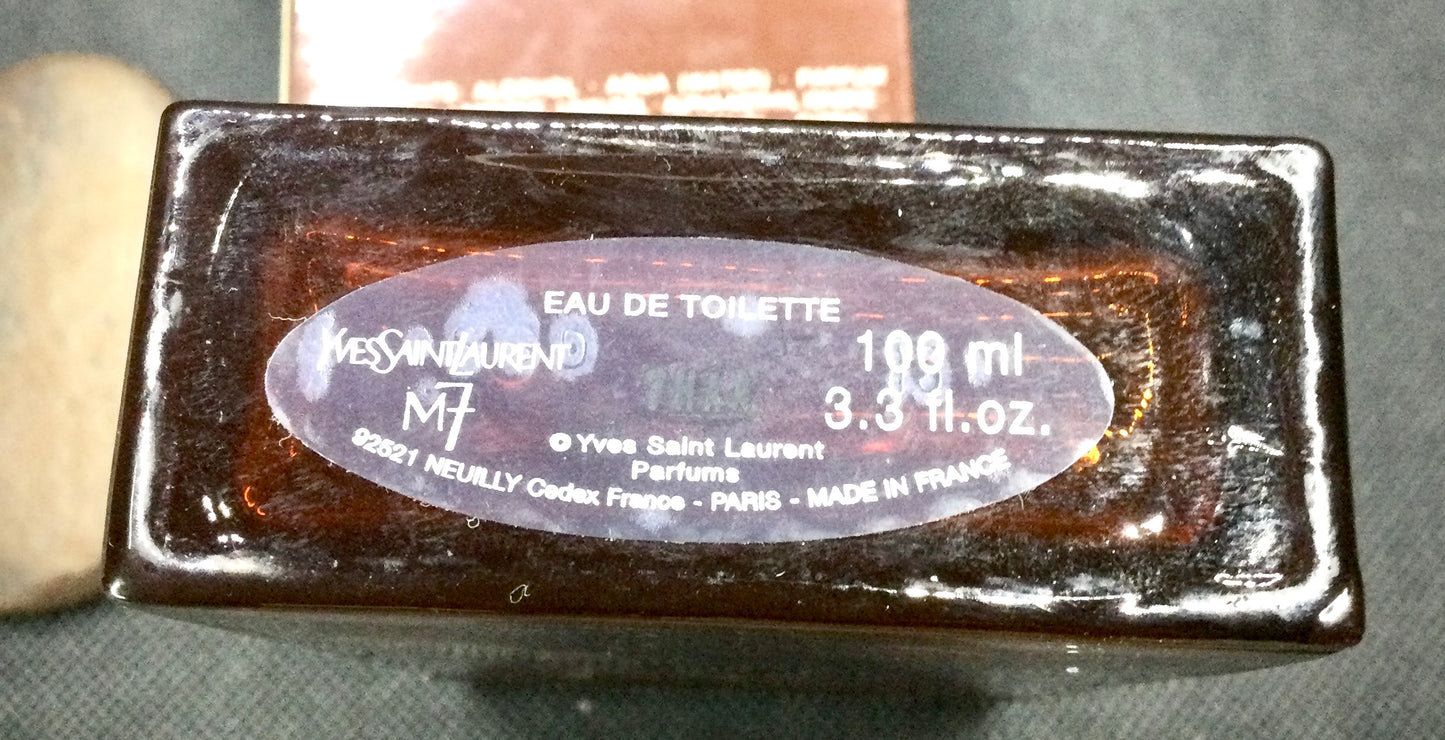 EAU DE TOILETTE
YVESSAINTLAURENT
M7
100 ml
3.3 fl.oz.
© Yves Saint Laurent
Parfums
92521 NEUILLY Cedex France - PARIS - MADE IN FRANCE